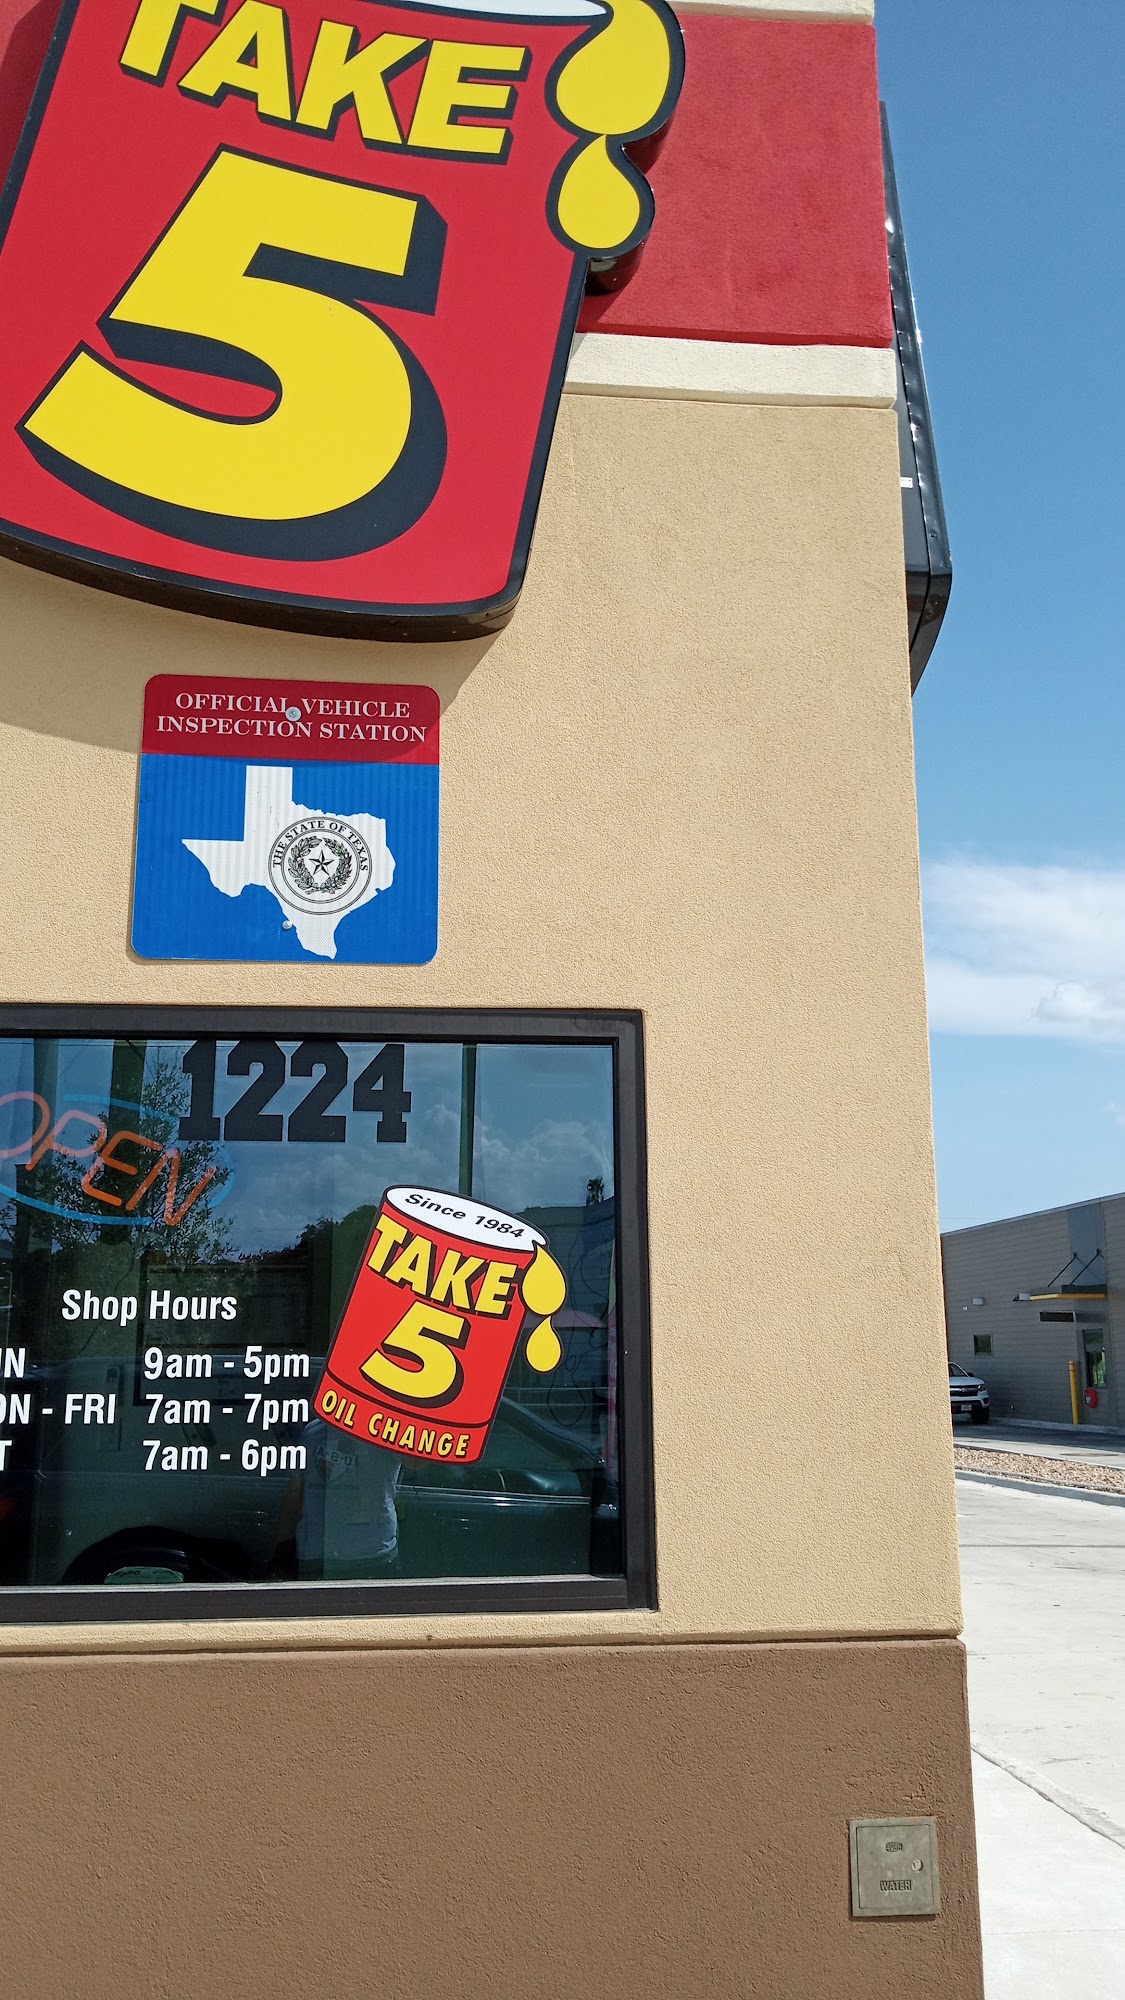 TAKE
5
OFFICIAL VEHICLE
INSPECTION STATION
THE STATE OF TEXAS
1224
OPEN
Since 1984
TAKE
5
OIL CHANGE
Shop Hours
UN 9am - 5pm
ON - FRI 7am - 7pm
T 7am - 6pm
WATER